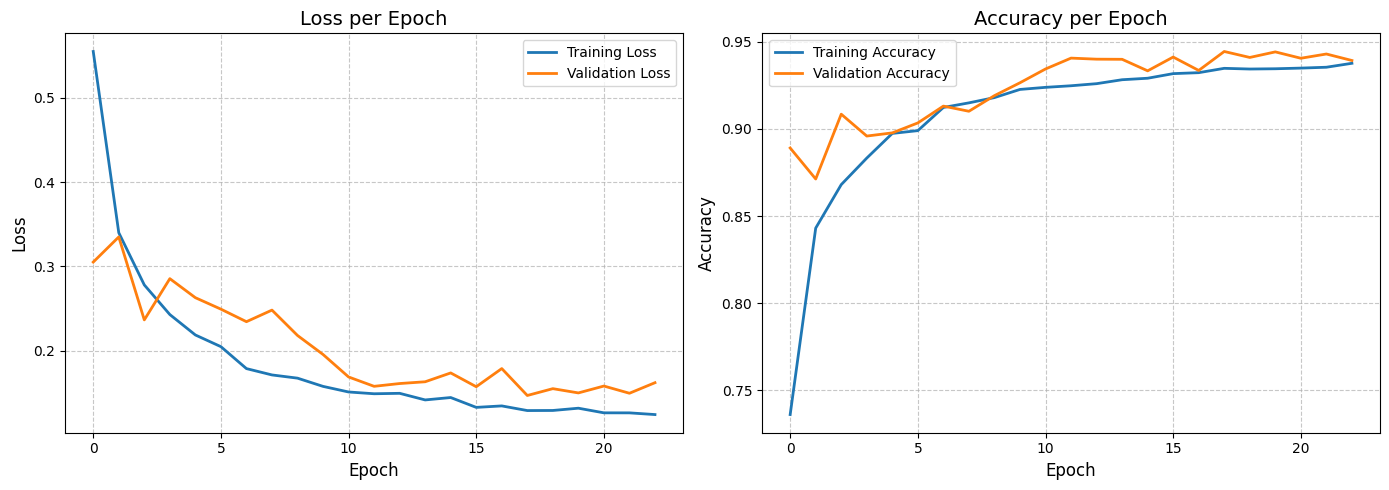 Loss per Epoch
Training Loss
Validation Loss
0.5
0.4
0.3
0.2
Loss
0
5
10
15
20
Epoch
Accuracy per Epoch
Training Accuracy
Validation Accuracy
0.95
0.90
0.85
0.80
0.75
Accuracy
0
5
10
15
20
Epoch